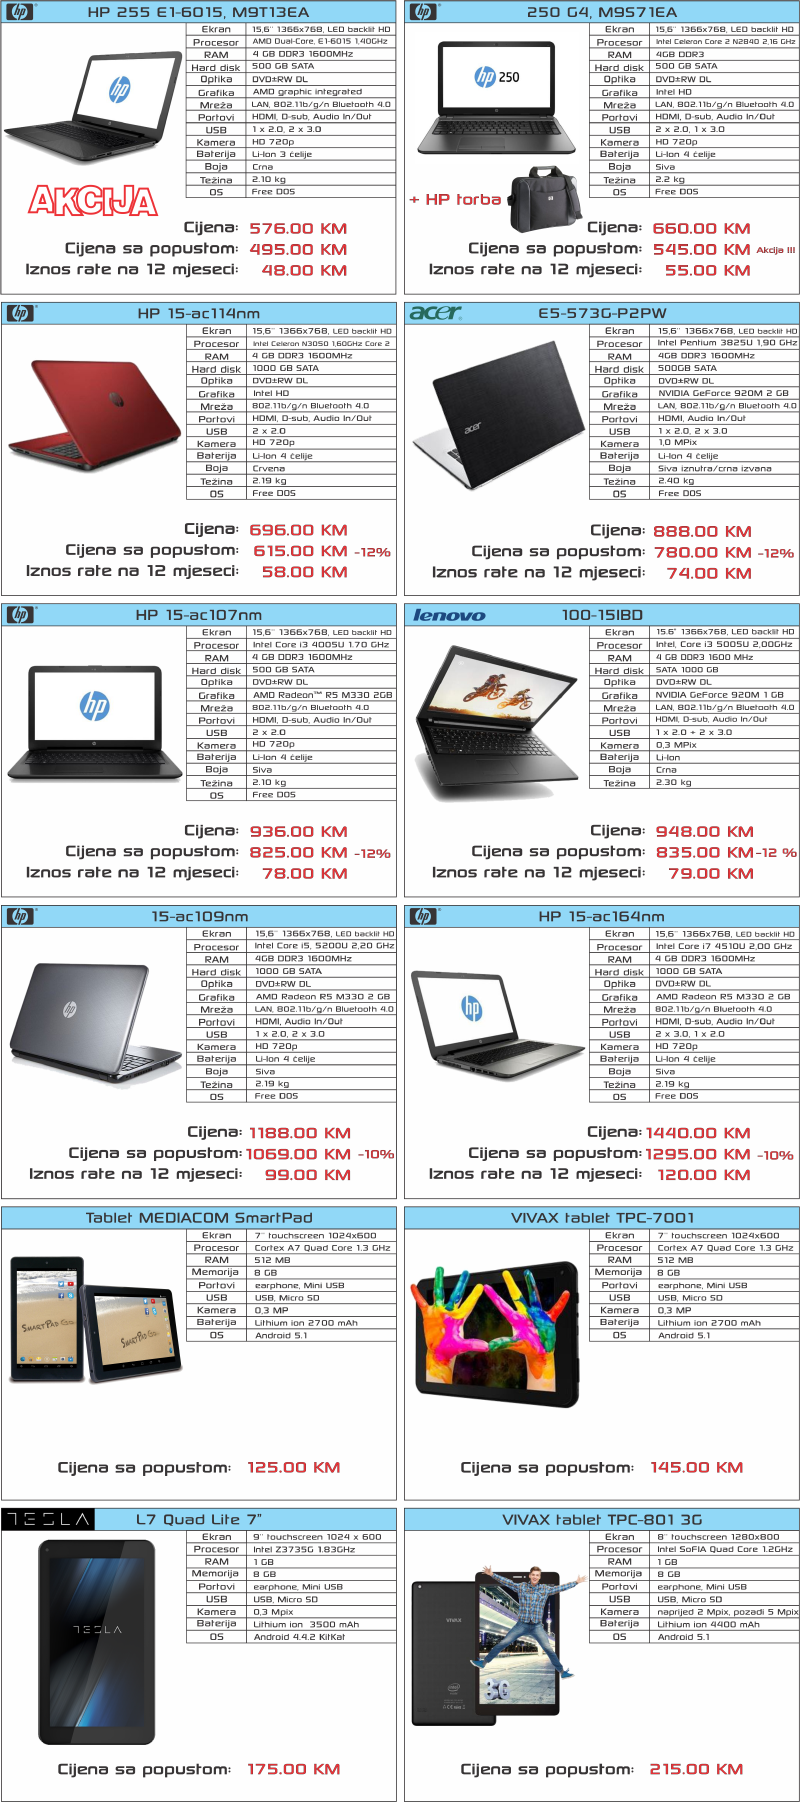 hp HP 255 E1-6015, M9T13EA
Ekran 15,6'' 1366x768, LED backlit HD
Procesor AMD Dual-Core, E1-6015 1,40GHz
RAM 4 GB DDR3 1600MHz
Hard disk 500 GB SATA
Optika DVD±RW DL
Grafika AMD graphic integrated
Mreža LAN, 802.11b/g/n Bluetooth 4.0
Portovi HDMI, D-sub, Audio In/Out
USB 1 x 2.0, 2 x 3.0
Kamera HD 720p
Baterija Li-Ion 3 ćelije
Boja Crna
Težina 2.10 kg
OS Free DOS
hp
AKCIJA
Cijena: 576.00 KM
Cijena sa popustom: 495.00 KM
Iznos rate na 12 mjeseci: 48.00 KM
hp 250 G4, M9S71EA
Ekran 15,6'' 1366x768, LED backlit HD
Procesor Intel Celeron Core 2 N2840 2,16 GHz
RAM 4GB DDR3
Hard disk 500 GB SATA
Optika DVD±RW DL
Grafika Intel HD
Mreža LAN, 802.11b/g/n Bluetooth 4.0
Portovi HDMI, D-sub, Audio In/Out
USB 2 x 2.0, 1 x 3.0
Kamera HD 720p
Baterija Li-Ion 4 ćelije
Boja Siva
Težina 2.2 kg
OS Free DOS
hp 250
+ HP torba
Cijena: 660.00 KM
Cijena sa popustom: 545.00 KM Akcija !!!
Iznos rate na 12 mjeseci: 55.00 KM
hp HP 15-ac114nm
Ekran 15,6'' 1366x768, LED backlit HD
Procesor Intel Celeron N3050 1,60GHz Core 2
RAM 4 GB DDR3 1600MHz
Hard disk 1000 GB SATA
Optika DVD±RW DL
Grafika Intel HD
Mreža 802.11b/g/n Bluetooth 4.0
Portovi HDMI, D-sub, Audio In/Out
USB 2 x 2.0
Kamera HD 720p
Baterija Li-Ion 4 ćelije
Boja Crvena
Težina 2.19 kg
OS Free DOS
Cijena: 696.00 KM
Cijena sa popustom: 615.00 KM -12%
Iznos rate na 12 mjeseci: 58.00 KM
acer E5-573G-P2PW
Ekran 15,6'' 1366x768, LED backlit HD
Procesor Intel Pentium 3825U 1,90 GHz
RAM 4GB DDR3 1600MHz
Hard disk 500GB SATA
Optika DVD±RW DL
Grafika NVIDIA GeForce 920M 2 GB
Mreža LAN, 802.11b/g/n Bluetooth 4.0
Portovi HDMI, D-sub, Audio In/Out
USB 1 x 2.0, 2 x 3.0
Kamera 1,0 MPix
Baterija Li-Ion 4 ćelije
Boja Siva iznutra/crna izvana
Težina 2.40 kg
OS Free DOS
acer
Cijena: 888.00 KM
Cijena sa popustom: 780.00 KM -12%
Iznos rate na 12 mjeseci: 74.00 KM
hp HP 15-ac107nm
Ekran 15,6'' 1366x768, LED backlit HD
Procesor Intel Core i3 4005U 1.70 GHz
RAM 4 GB DDR3 1600MHz
Hard disk 500 GB SATA
Optika DVD±RW DL
Grafika AMD Radeon™ R5 M330 2GB
Mreža 802.11b/g/n Bluetooth 4.0
Portovi HDMI, D-sub, Audio In/Out
USB 2 x 2.0
Kamera HD 720p
Baterija Li-Ion 4 ćelije
Boja Siva
Težina 2.10 kg
OS Free DOS
hp
Cijena: 936.00 KM
Cijena sa popustom: 825.00 KM -12%
Iznos rate na 12 mjeseci: 78.00 KM
lenovo 100-15IBD
Ekran 15.6" 1366x768, LED backlit HD
Procesor Intel, Core i3 5005U 2,00GHz
RAM 4 GB DDR3 1600 MHz
Hard disk SATA 1000 GB
Optika DVD±RW DL
Grafika NVIDIA GeForce 920M 1 GB
Mreža LAN, 802.11b/g/n Bluetooth 4.0
Portovi HDMI, D-sub, Audio In/Out
USB 1 x 2.0 + 2 x 3.0
Kamera 0,3 MPix
Baterija Li-Ion
Boja Crna
Težina 2.30 kg
Cijena: 948.00 KM
Cijena sa popustom: 835.00 KM -12 %
Iznos rate na 12 mjeseci: 79.00 KM
hp 15-ac109nm
Ekran 15,6'' 1366x768, LED backlit HD
Procesor Intel Core i5, 5200U 2,20 GHz
RAM 4GB DDR3 1600MHz
Hard disk 1000 GB SATA
Optika DVD±RW DL
Grafika AMD Radeon R5 M330 2 GB
Mreža LAN, 802.11b/g/n Bluetooth 4.0
Portovi HDMI, Audio In/Out
USB 1 x 2.0, 2 x 3.0
Kamera HD 720p
Baterija Li-Ion 4 ćelije
Boja Siva
Težina 2.19 kg
OS Free DOS
hp
Cijena: 1188.00 KM
Cijena sa popustom: 1069.00 KM -10%
Iznos rate na 12 mjeseci: 99.00 KM
hp HP 15-ac164nm
Ekran 15,6'' 1366x768, LED backlit HD
Procesor Intel Core i7 4510U 2,00 GHz
RAM 4 GB DDR3 1600MHz
Hard disk 1000 GB SATA
Optika DVD±RW DL
Grafika AMD Radeon R5 M330 2 GB
Mreža 802.11b/g/n Bluetooth 4.0
Portovi HDMI, D-sub, Audio In/Out
USB 2 x 3.0, 1 x 2.0
Kamera HD 720p
Baterija Li-Ion 4 ćelije
Boja Siva
Težina 2.19 kg
OS Free DOS
hp
Cijena: 1440.00 KM
Cijena sa popustom: 1295.00 KM -10%
Iznos rate na 12 mjeseci: 120.00 KM
Tablet MEDIACOM SmartPad
Ekran 7'' touchscreen 1024x600
Procesor Cortex A7 Quad Core 1.3 GHz
RAM 512 MB
Memorija 8 GB
Portovi earphone, Mini USB
USB USB, Micro SD
Kamera 0,3 MP
Baterija Lithium ion 2700 mAh
OS Android 5.1
Cijena sa popustom: 125.00 KM
VIVAX tablet TPC-7001
Ekran 7'' touchscreen 1024x600
Procesor Cortex A7 Quad Core 1.3 GHz
RAM 512 MB
Memorija 8 GB
Portovi earphone, Mini USB
USB USB, Micro SD
Kamera 0,3 MP
Baterija Lithium ion 2700 mAh
OS Android 5.1
Cijena sa popustom: 145.00 KM
TESLA L7 Quad Lite 7''
Ekran 9'' touchscreen 1024 x 600
Procesor Intel Z3735G 1.83GHz
RAM 1 GB
Memorija 8 GB
Portovi earphone, Mini USB
USB USB, Micro SD
Kamera 0,3 Mpix
Baterija Lithium ion 3500 mAh
OS Android 4.4.2 KitKat
TESLA
Cijena sa popustom: 175.00 KM
VIVAX tablet TPC-801 3G
Ekran 8'' touchscreen 1280x800
Procesor Intel SoFIA Quad Core 1.2GHz
RAM 1 GB
Memorija 8 GB
Portovi earphone, Mini USB
USB USB, Micro SD
Kamera naprijed 2 Mpix, pozadi 5 Mpix
Baterija Lithium ion 4400 mAh
OS Android 5.1
VIVAX
3G
Cijena sa popustom: 215.00 KM